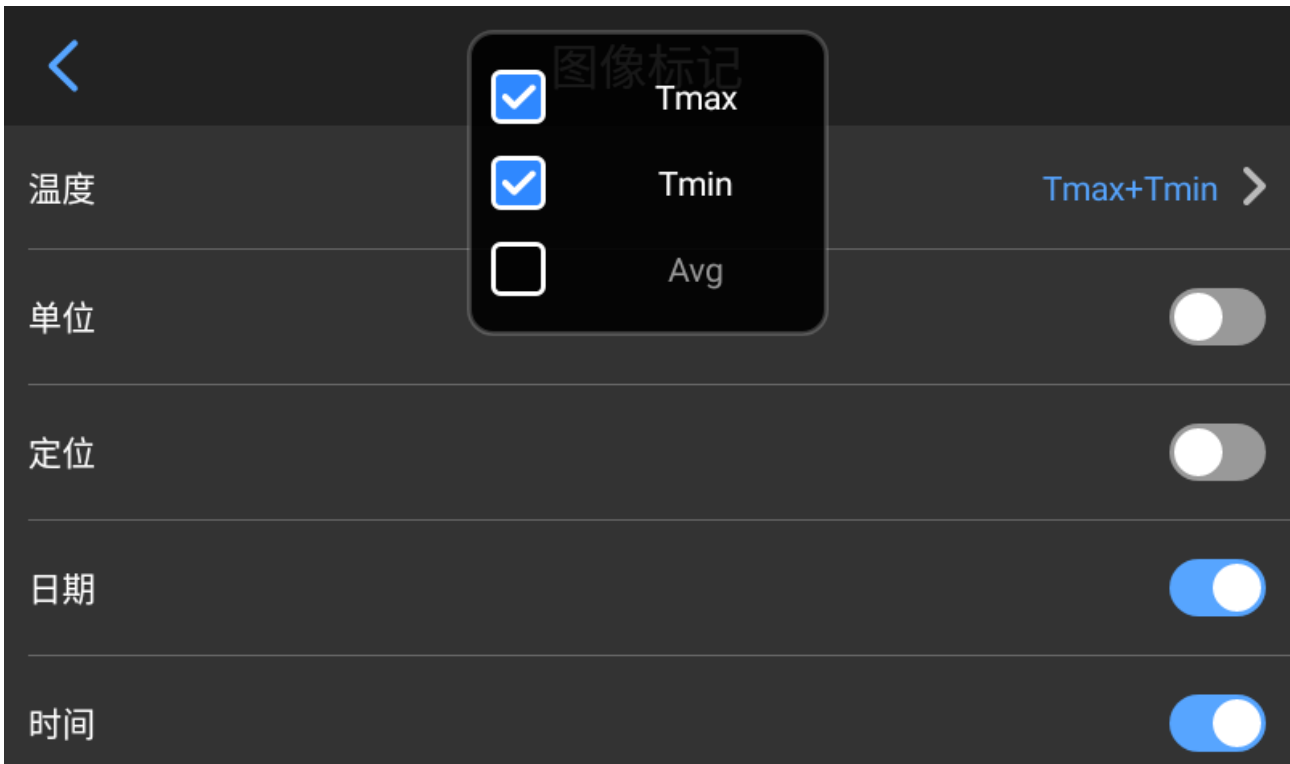 图像标记
Tmax
温度
Tmin
Tmax+Tmin
Avg
单位
定位
日期
时间